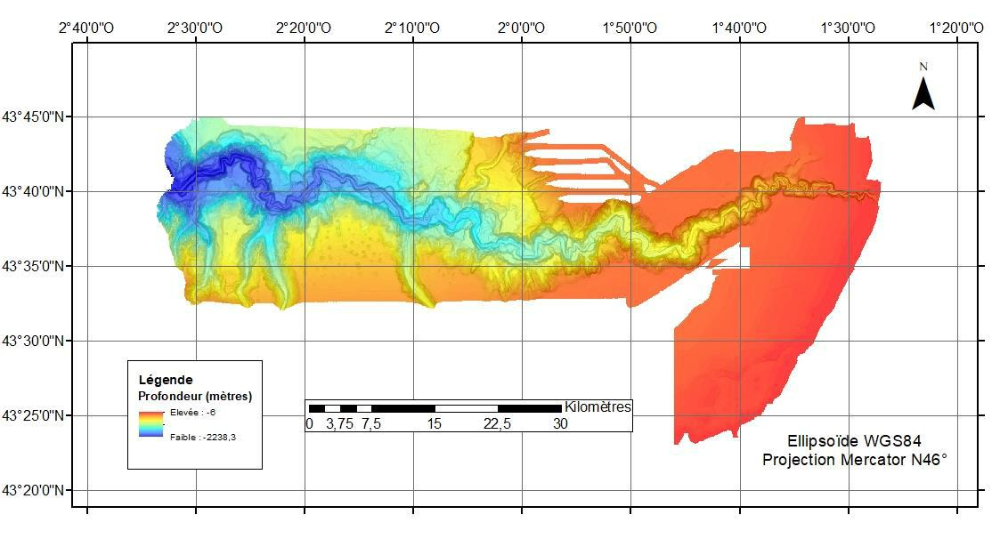 2°40'0"O 2°30'0"O 2°20'0"O 2°10'0"O 2°0'0"O 1°50'0"O 1°40'0"O 1°30'0"O 1°20'0"O
N
43°45'0"N
43°40'0"N
43°35'0"N
43°30'0"N
43°25'0"N
43°20'0"N
Légende
Profondeur (mètres)
Elevée : -6
Faible : -2238,3
Kilomètres
0 3,75 7,5 15 22,5 30
Ellipsoïde WGS84
Projection Mercator N46°